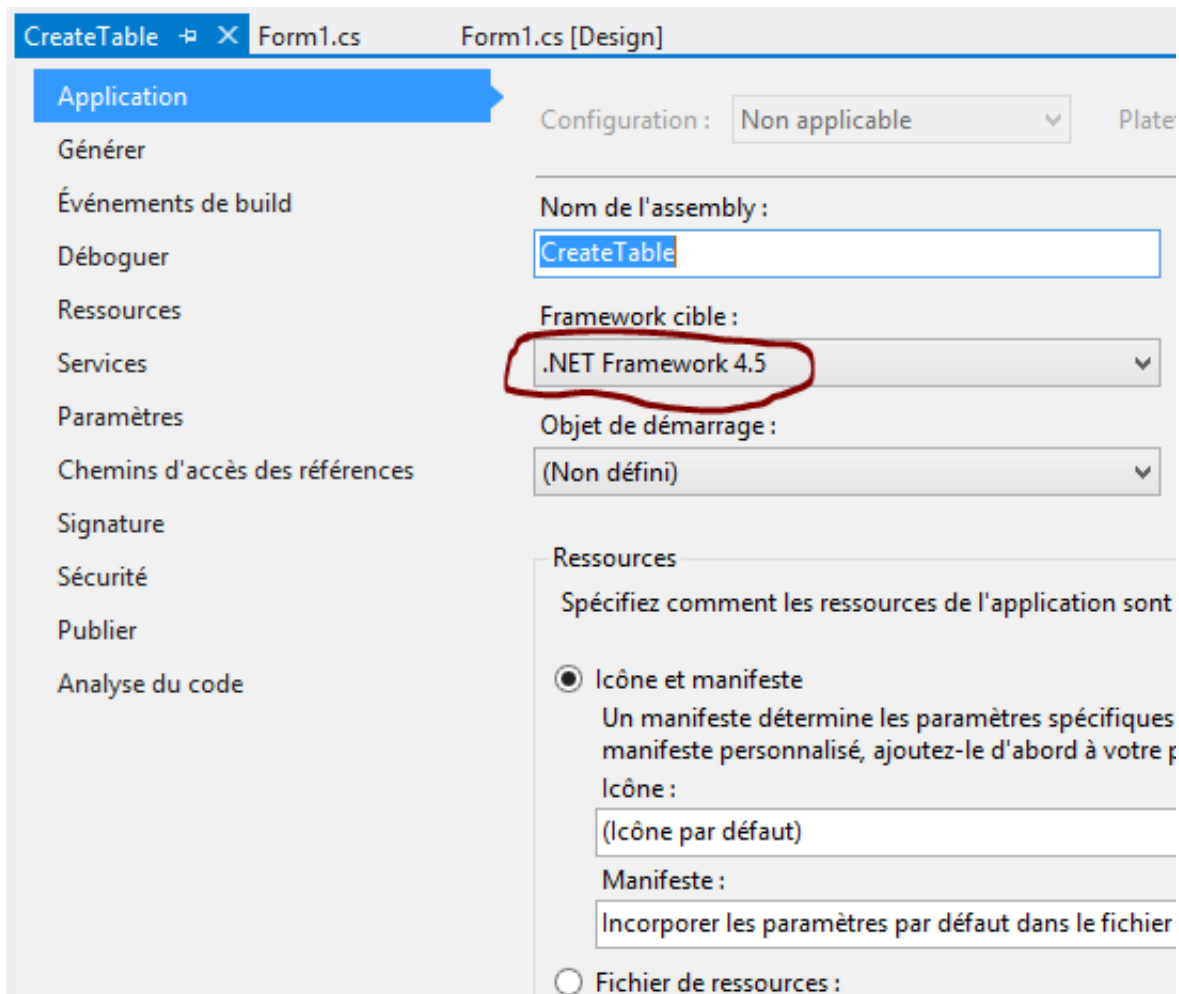 CreateTable Form1.cs Form1.cs [Design]
Application
Générer
Événements de build
Déboguer
Ressources
Services
Paramètres
Chemins d'accès des références
Signature
Sécurité
Publier
Analyse du code
Configuration : Non applicable
Nom de l'assembly :
CreateTable
Framework cible :
.NET Framework 4.5
Objet de démarrage :
(Non défini)
Ressources
Spécifiez comment les ressources de l'application sont
Icône et manifeste
Un manifeste détermine les paramètres spécifiques
manifeste personnalisé, ajoutez-le d'abord à votre
Icône :
(Icône par défaut)
Manifeste :
Incorporer les paramètres par défaut dans le fichier
Fichier de ressources :